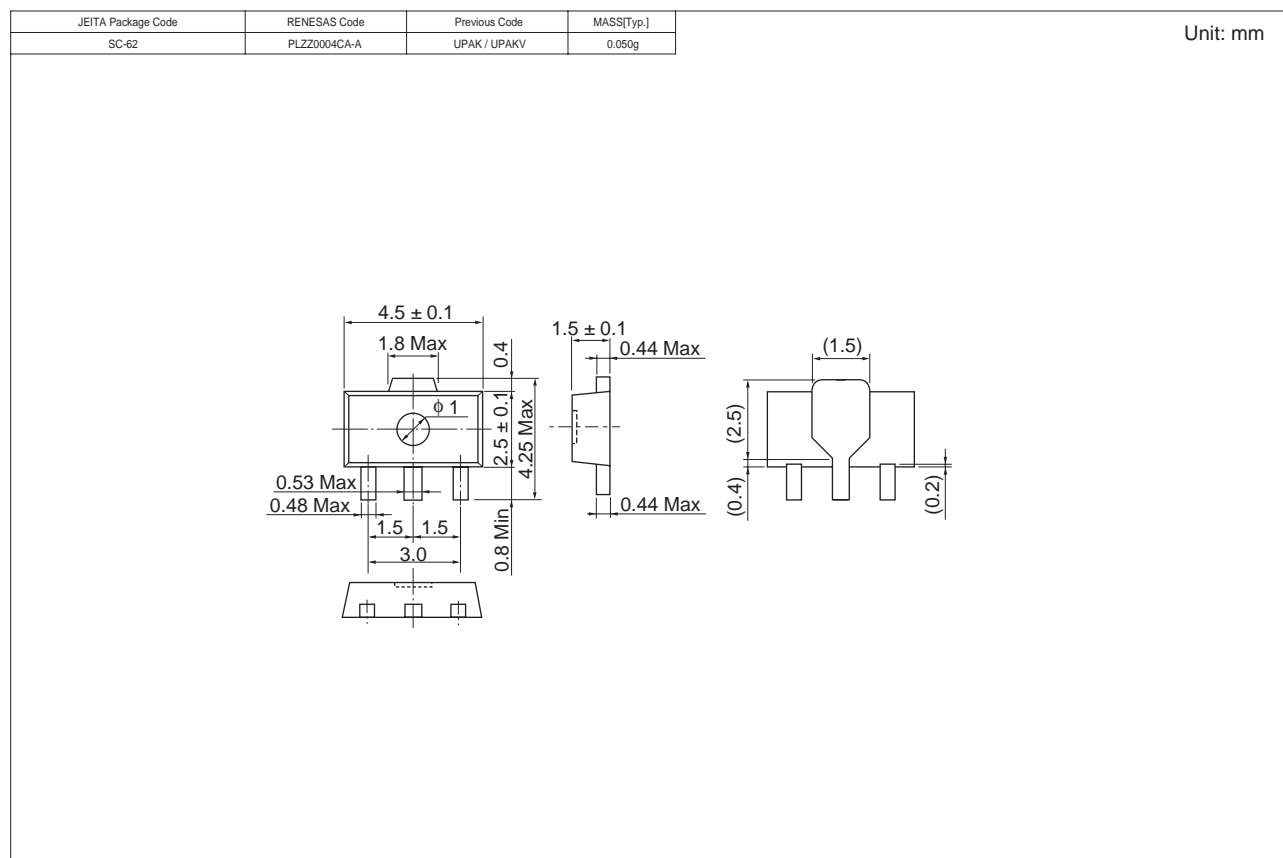 JEITA Package Code RENESAS Code Previous Code MASS[Typ.]
SC-62 PLZZ0004CA-A UPAK / UPAKV 0.050g
Unit: mm
4.5 ± 0.1
1.8 Max
0.4
ϕ 1
2.5 ± 0.1
4.25 Max
0.53 Max
0.48 Max
1.5
1.5
3.0
0.8 Min
1.5 ± 0.1
0.44 Max
0.44 Max
(1.5)
(2.5)
(0.4)
(0.2)